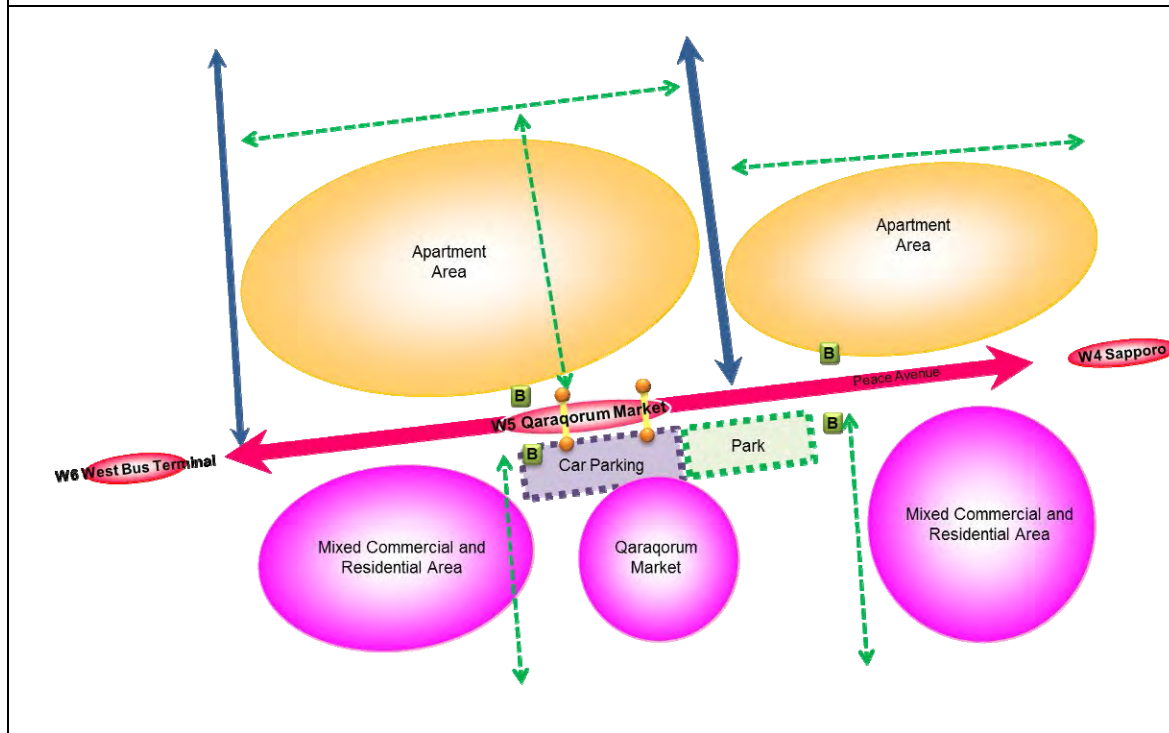 Apartment
Area
Apartment
Area
B
W4 Sapporo
Peace Avenue
B
W5 Qaraqorum Market
B
B
Park
Car Parking
W6 West Bus Terminal
Mixed Commercial and
Residential Area
Qaraqorum
Market
Mixed Commercial and
Residential Area